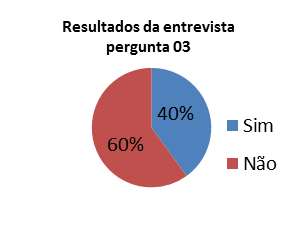 Resultados da entrevista
pergunta 03
40%
60%
Sim
Não